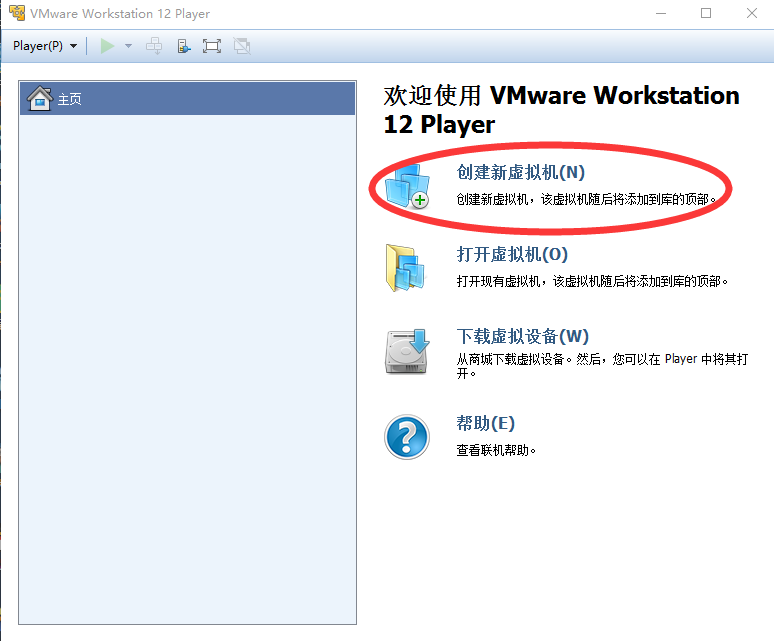 VMware Workstation 12 Player
Player(P)
主页
欢迎使用 VMware Workstation
12 Player
创建新虚拟机(N)
创建新虚拟机，该虚拟机随后将添加到库的顶部。
打开虚拟机(O)
打开现有虚拟机，该虚拟机随后将添加到库的顶部。
下载虚拟设备(W)
从商城下载虚拟设备。然后，您可以在 Player 中将其打
开。
帮助(E)
查看联机帮助。